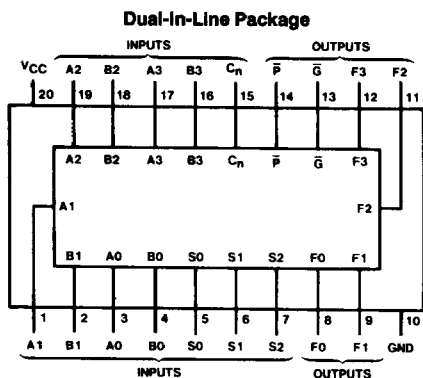 Dual-In-Line Package
INPUTS OUTPUTS
VCC A2 B2 A3 B3 Cn P̅ G̅ F3 F2
20 19 18 17 16 15 14 13 12 11
A2 B2 A3 B3 Cn P̅ G̅ F3
A1 F2
B1 A0 B0 S0 S1 S2 F0 F1
1 2 3 4 5 6 7 8 9 10
A1 B1 A0 B0 S0 S1 S2 F0 F1 GND
INPUTS OUTPUTS